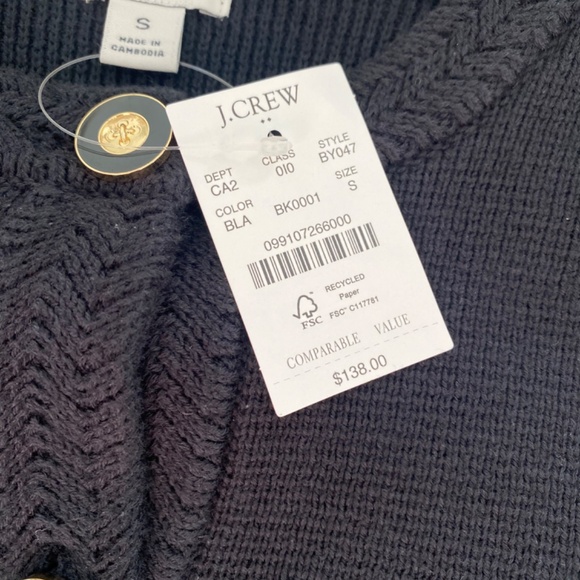 S
MADE IN
CAMBODIA
J.CREW
DEPT CLASS STYLE
CA2 010 BY047
COLOR SIZE
BLA BK0001 S
099107266000
FSC
RECYCLED
Paper
FSC® C117781
COMPARABLE VALUE
$138.00